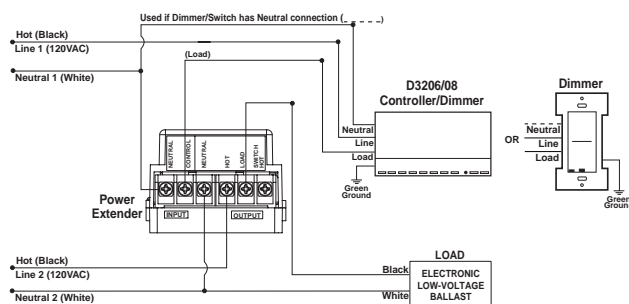 Used if Dimmer/Switch has Neutral connection (_ _ _ _ _)
Hot (Black)
Line 1 (120VAC)
Neutral 1 (White)
(Load)
D3206/08
Controller/Dimmer
Dimmer
Neutral
Line
Load
OR
Neutral
Line
Load
Green
Ground
Green
Ground
NEUTRAL
CONTROL
NEUTRAL
HOT
LOAD
SWITCH
HOT
Power
Extender
INPUT
OUTPUT
Hot (Black)
Line 2 (120VAC)
Neutral 2 (White)
LOAD
Black
White
ELECTRONIC
LOW-VOLTAGE
BALLAST